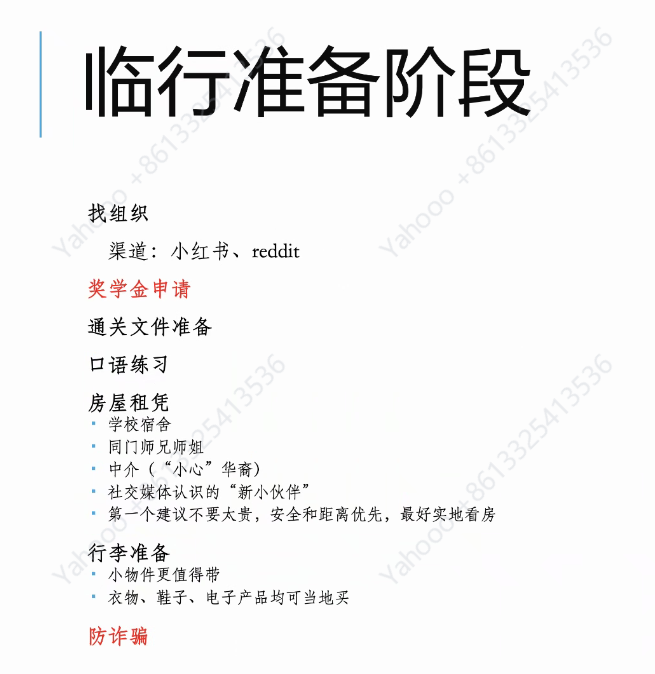 临行准备阶段
找组织
渠道：小红书、reddit
奖学金申请
通关文件准备
口语练习
房屋租凭
学校宿舍
同门师兄师姐
中介（“小心”华裔）
社交媒体认识的“新小伙伴”
第一个建议不要太贵，安全和距离优先，最好实地看房
行李准备
小物件更值得带
衣物、鞋子、电子产品均可当地买
防诈骗
Yahooo +8613325413536
Yahooo +8613325413536
Yahooo +8613325413536
Yahooo +8613325413536